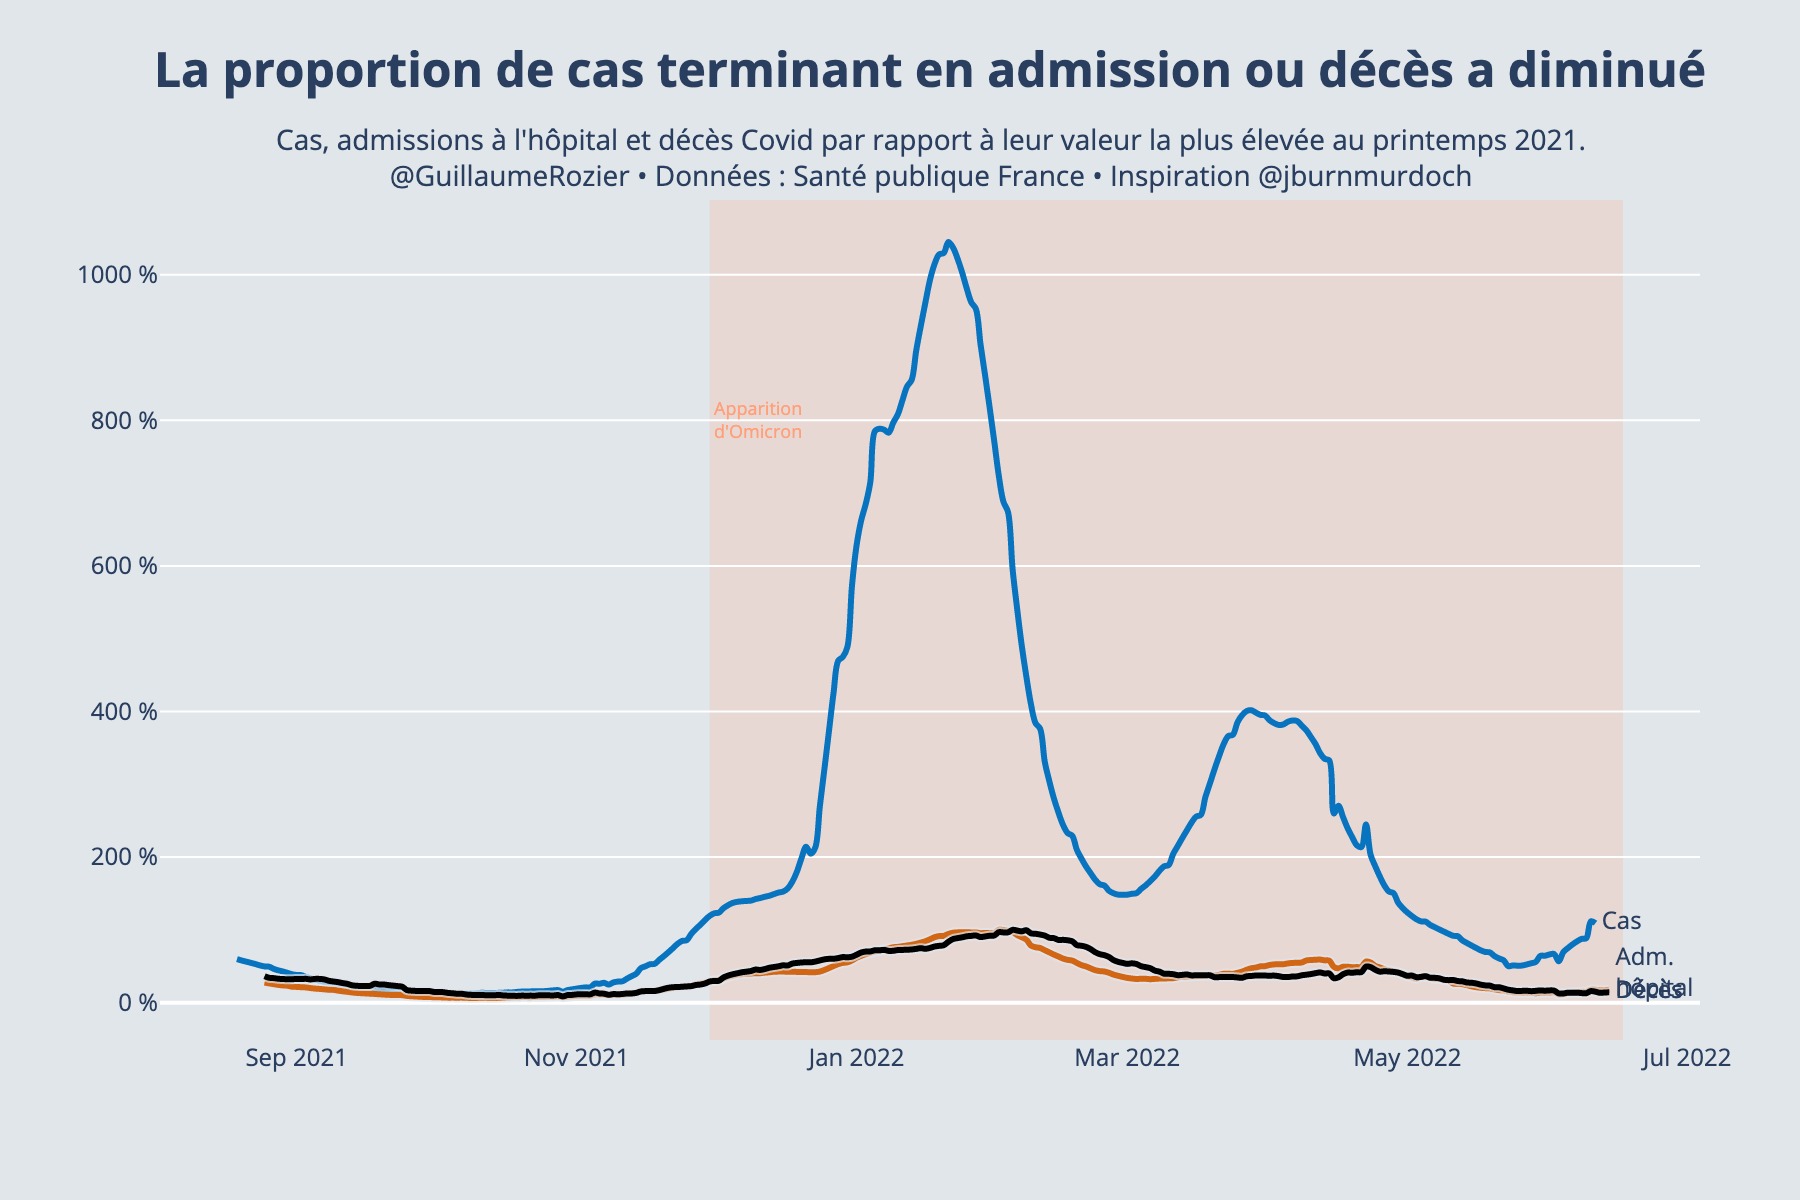 La proportion de cas terminant en admission ou décès a diminué
Cas, admissions à l'hôpital et décès Covid par rapport à leur valeur la plus élevée au printemps 2021.
@GuillaumeRozier • Données : Santé publique France • Inspiration @jburnmurdoch
1000 %
800 %
600 %
400 %
200 %
0 %
Apparition
d'Omicron
Cas
Adm.
hôpital
Décès
Sep 2021
Nov 2021
Jan 2022
Mar 2022
May 2022
Jul 2022